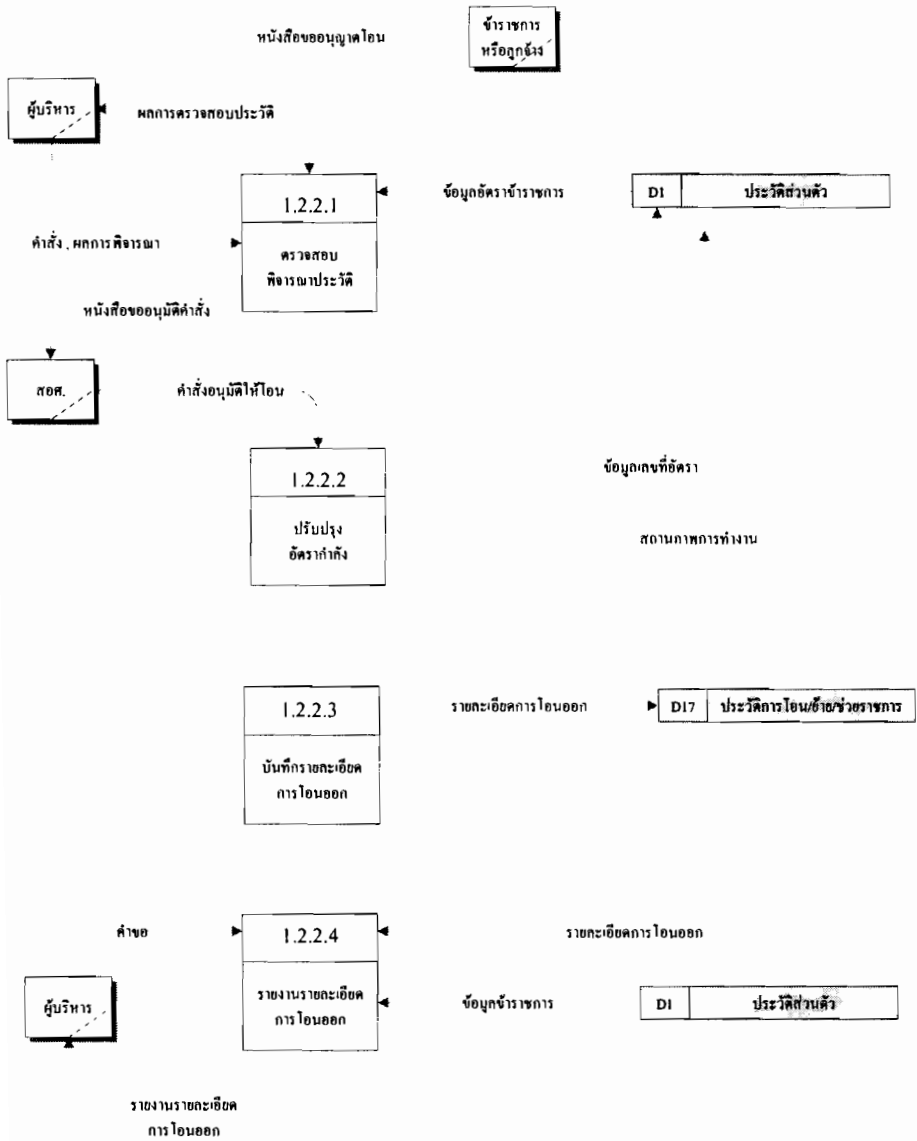 หนังสือขออนุญาตโอน
ข้าราชการ
หรือลูกจ้าง
ผู้บริหาร
ผลการตรวจสอบประวัติ
1.2.2.1
ข้อมูลอัตราข้าราชการ
D1
ประวัติส่วนตัว
คำสั่ง , ผลการพิจารณา
ตรวจสอบ
พิจารณาประวัติ
หนังสือขออนุมัติคำสั่ง
สอศ.
คำสั่งอนุมัติให้โอน
1.2.2.2
ข้อมูลเลขที่อัตรา
ปรับปรุง
อัตรากำลัง
สถานภาพการทำงาน
1.2.2.3
รายละเอียดการโอนออก
D17
ประวัติการโอน/ย้าย/ช่วยราชการ
บันทึกรายละเอียด
การโอนออก
คำขอ
1.2.2.4
รายละเอียดการโอนออก
ผู้บริหาร
รายงานรายละเอียด
การโอนออก
ข้อมูลข้าราชการ
D1
ประวัติส่วนตัว
รายงานรายละเอียด
การโอนออก